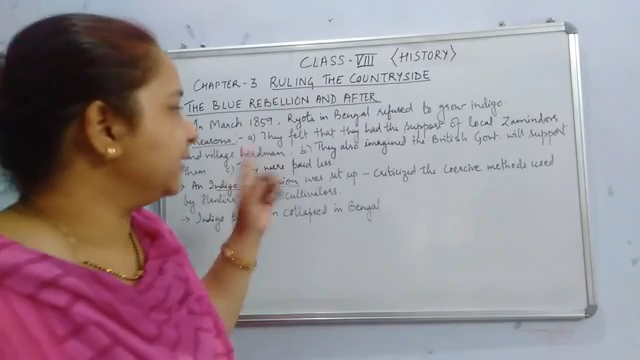 CLASS-VIII (HISTORY)
CHAPTER-3 RULING THE COUNTRYSIDE
THE BLUE REBELLION AND AFTER
In March 1859, Ryots in Bengal refused to grow indigo.
Reasons:- a) They felt that they had the support of local Zamindars
and village headman. b) They also imagined the British Govt. will support
them c) were paid less
An Indigo was set up - criticized the coercive methods used
by Planters cultivators.
→ Indigo collapsed in Bengal